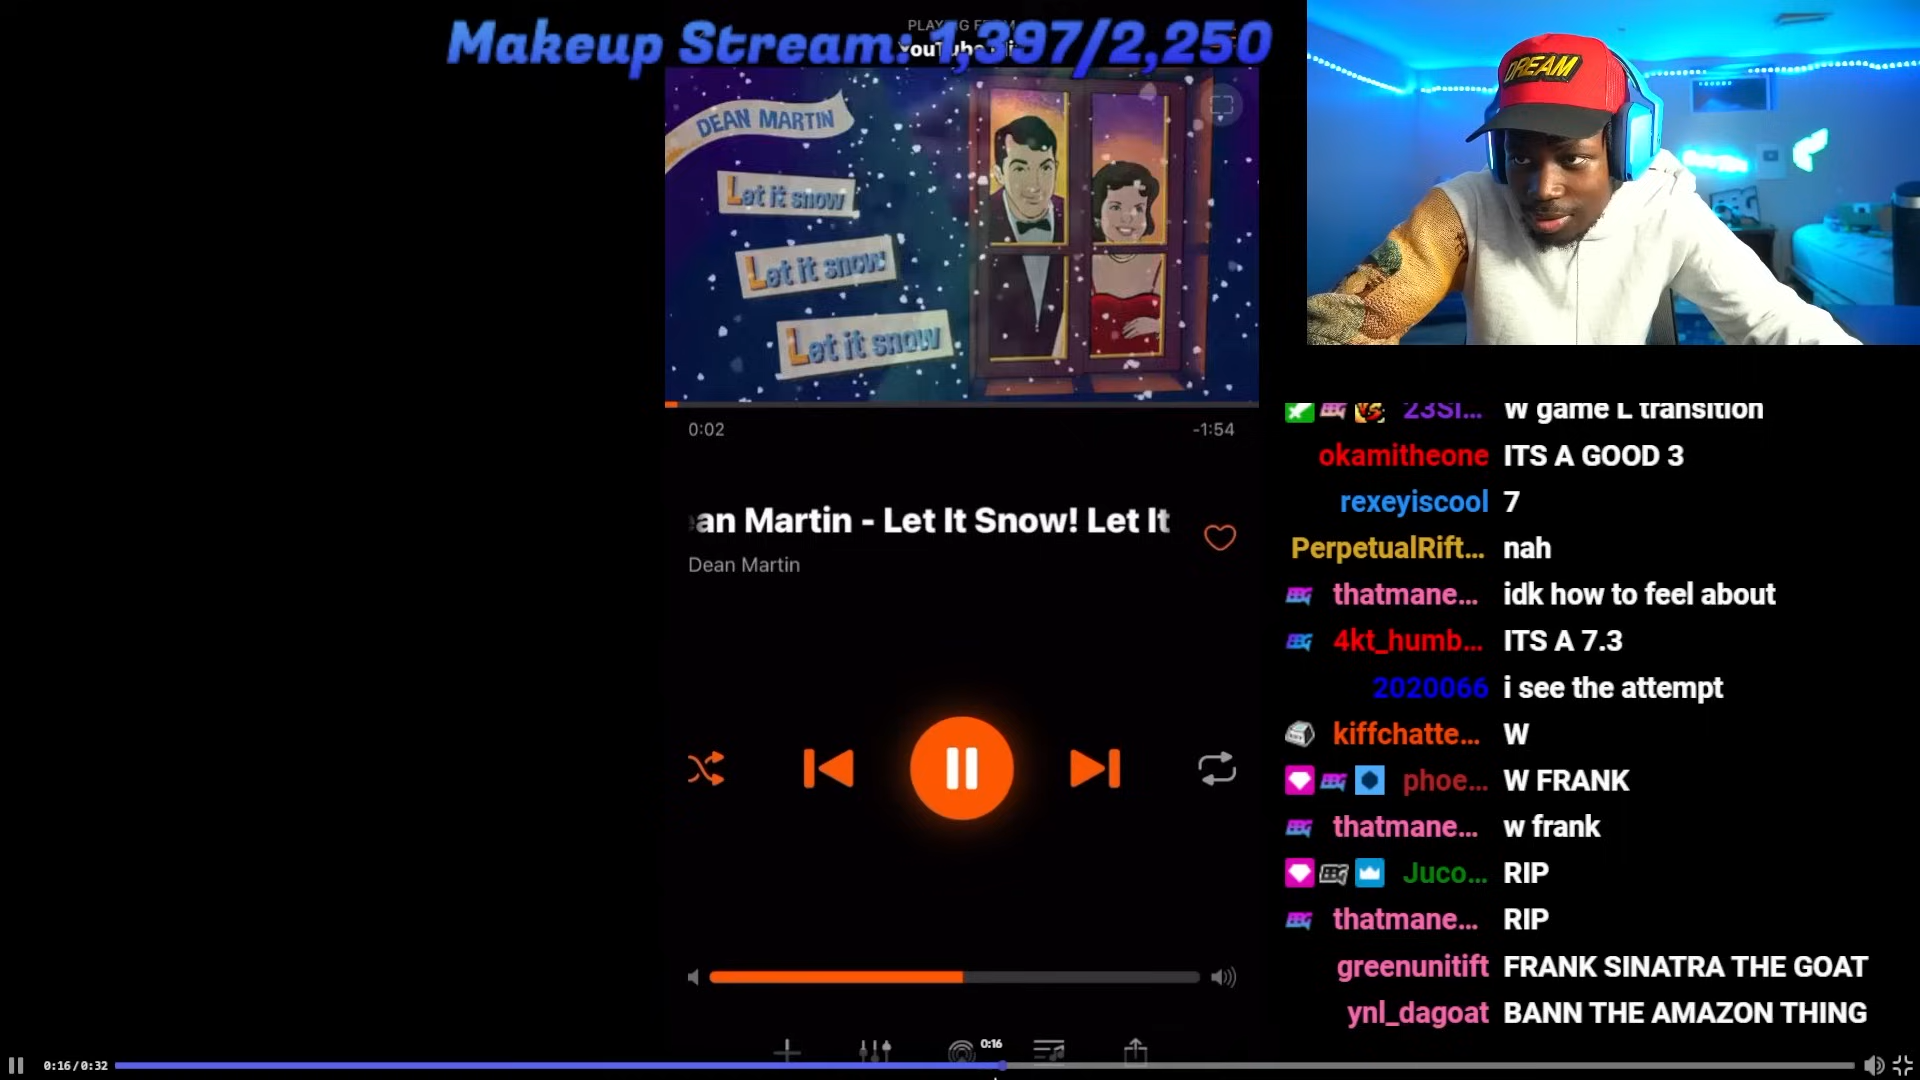 Makeup Stream: 1,397/2,250
DREAM
DEAN MARTIN
Let it snow
Let it snow
Let it snow
0:02
-1:54
an Martin - Let It Snow! Let It
Dean Martin
23SI... W game L transition
okamitheone ITS A GOOD 3
rexeyiscool 7
PerpetualRift... nah
thatmane... idk how to feel about
4kt_humb... ITS A 7.3
2020066 i see the attempt
kiffchatte... W
phoe... W FRANK
thatmane... w frank
Juco... RIP
thatmane... RIP
greenunitift FRANK SINATRA THE GOAT
ynl_dagoat BANN THE AMAZON THING
0:16
0:16/0:32